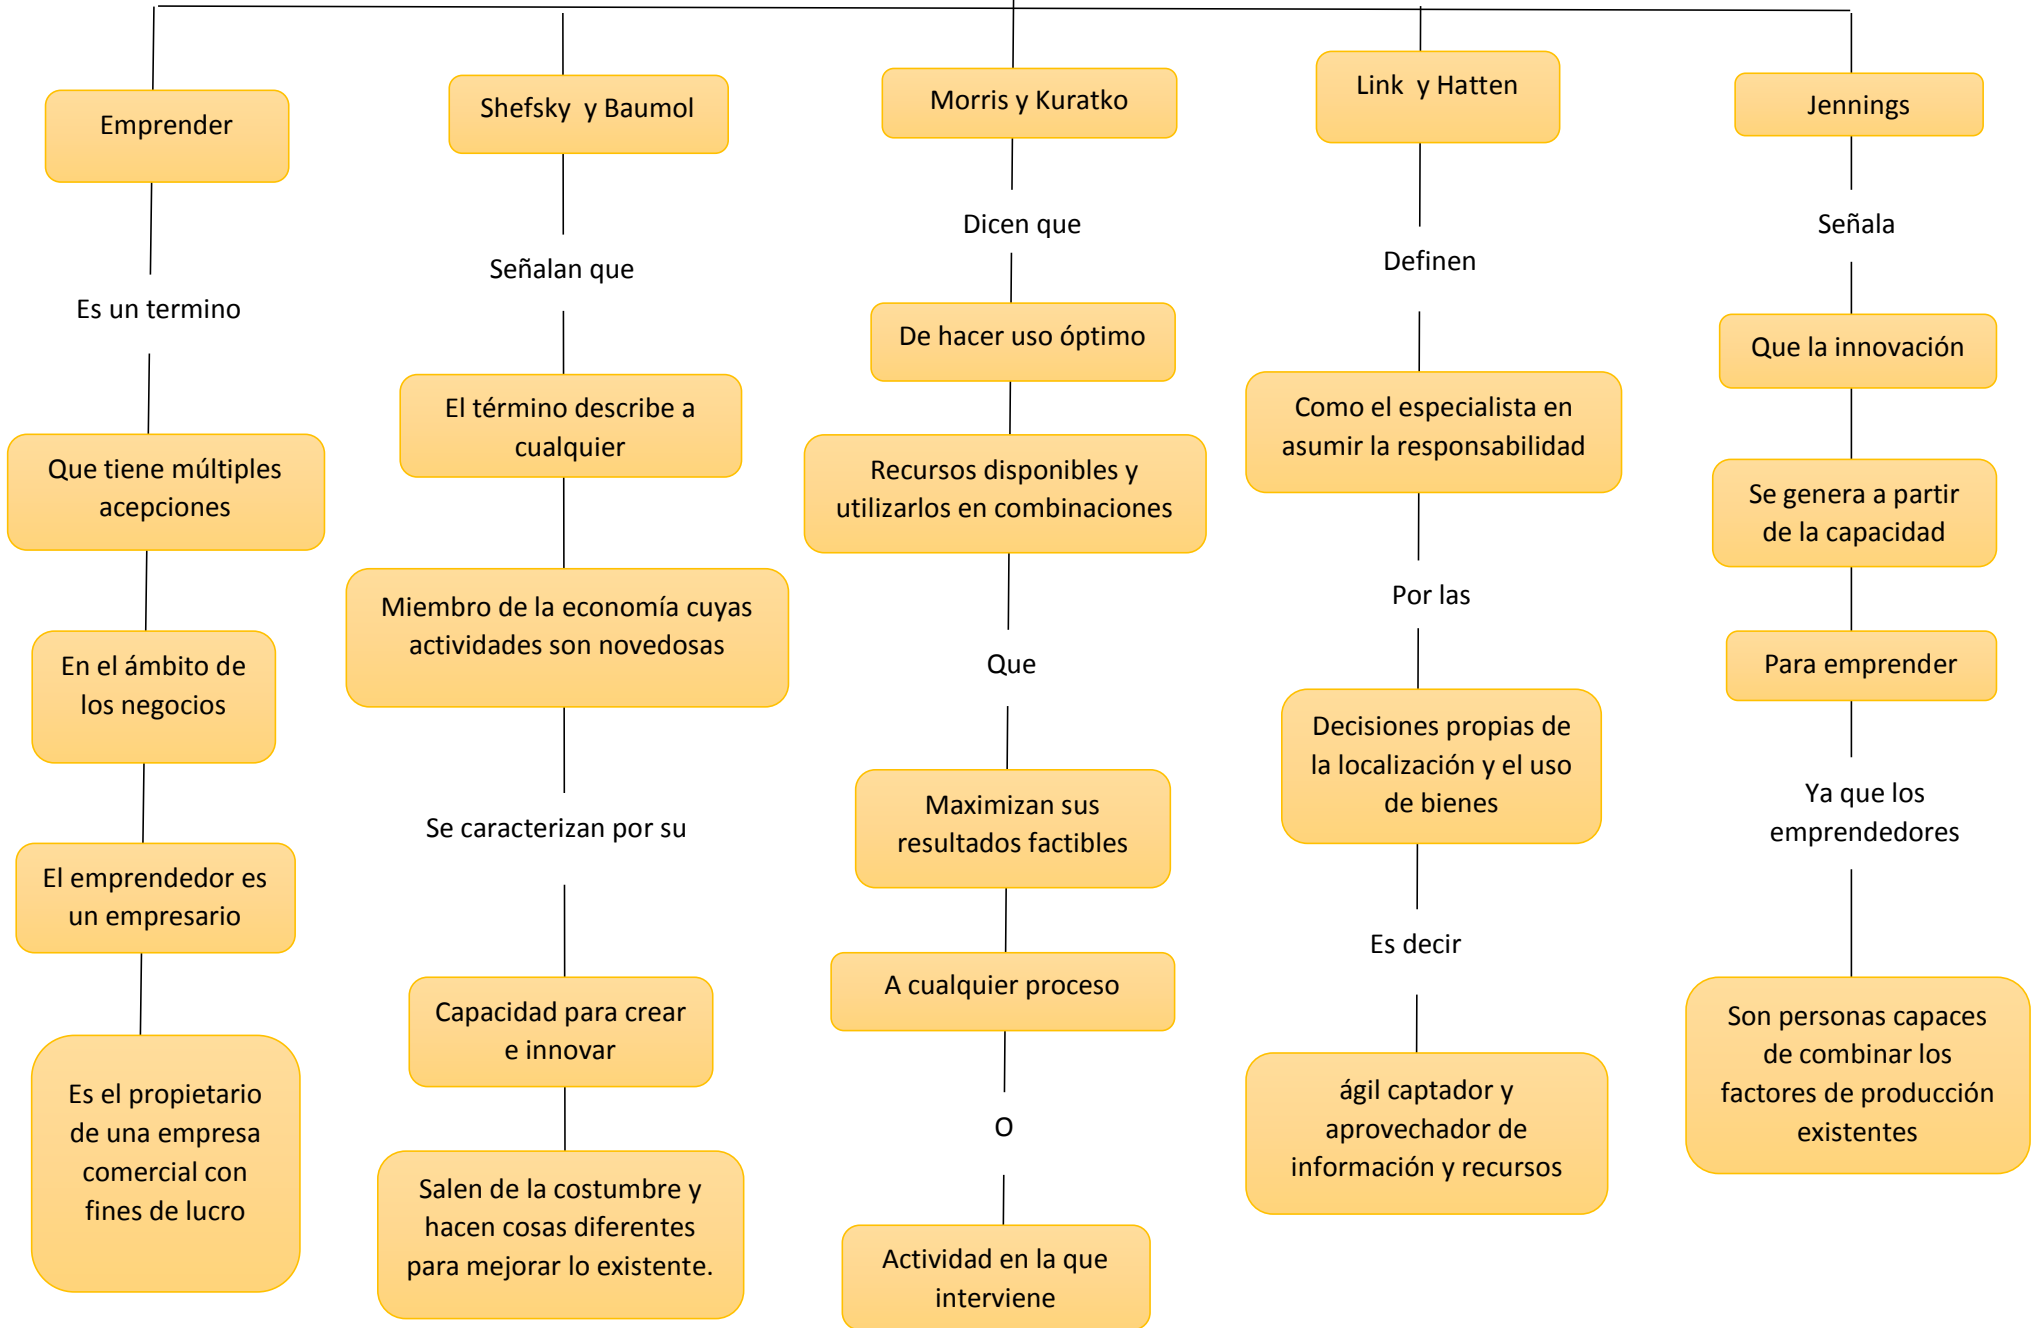 Emprender
Es un termino
Que tiene múltiples
acepciones
En el ámbito de
los negocios
El emprendedor es
un empresario
Es el propietario
de una empresa
comercial con
fines de lucro
Shefsky  y Baumol
Señalan que
El término describe a
cualquier
Miembro de la economía cuyas
actividades son novedosas
Se caracterizan por su
Capacidad para crear
e innovar
Salen de la costumbre y
hacen cosas diferentes
para mejorar lo existente.
Morris y Kuratko
Dicen que
De hacer uso óptimo
Recursos disponibles y
utilizarlos en combinaciones
Que
Maximizan sus
resultados factibles
A cualquier proceso
O
Actividad en la que
interviene
Link  y Hatten
Definen
Como el especialista en
asumir la responsabilidad
Por las
Decisiones propias de
la localización y el uso
de bienes
Es decir
ágil captador y
aprovechador de
información y recursos
Jennings
Señala
Que la innovación
Se genera a partir
de la capacidad
Para emprender
Ya que los
emprendedores
Son personas capaces
de combinar los
factores de producción
existentes